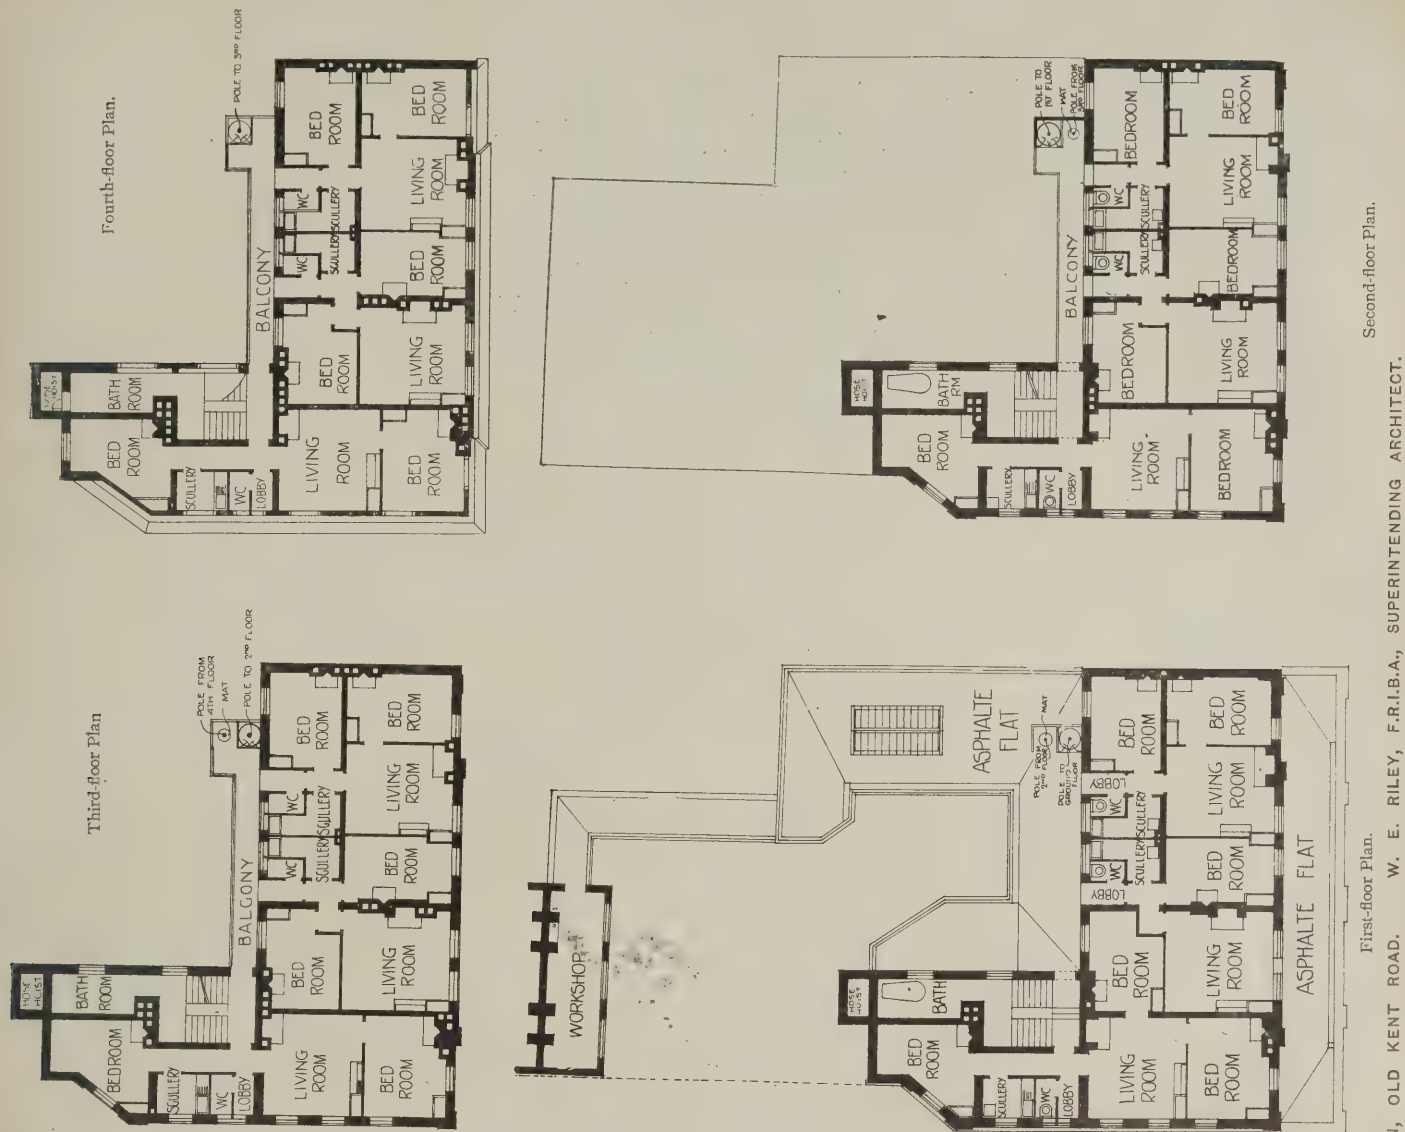 Fourth-floor Plan.
POLE TO 3RD FLOOR
BED
ROOM
BED
ROOM
WC
SCULLERY
LIVING
ROOM
BALCONY
WC
SCULLERY
BED
ROOM
BED
ROOM
LIVING
ROOM
BATH
ROOM
BED
ROOM
SCULLERY
WC
LOBBY
LIVING
ROOM
BED
ROOM
Second-floor Plan.
POLE TO
1ST FLOOR
MAT
POLE FROM
3RD FLOOR
BEDROOM
BED
ROOM
WC
SCULLERY
LIVING
ROOM
BALCONY
WC
SCULLERY
BEDROOM
BEDROOM
LIVING
ROOM
HOSE
HOIST
BATH
RM
BED
ROOM
SCULLERY
WC
LOBBY
LIVING
ROOM
BEDROOM
Third-floor Plan
POLE FROM
4TH FLOOR
MAT
POLE TO 2ND FLOOR
BED
ROOM
BED
ROOM
WC
SCULLERY
LIVING
ROOM
BALCONY
WC
SCULLERY
BED
ROOM
BED
ROOM
LIVING
ROOM
HOSE
HOIST
BATH
ROOM
BEDROOM
SCULLERY
WC
LOBBY
LIVING
ROOM
BED
ROOM
First-floor Plan.
ASPHALTE
FLAT
POLE FROM
2ND FLOOR
MAT
POLE TO
GROUND
FLOOR
BED
ROOM
BED
ROOM
LOBBY
WC
SCULLERY
LIVING
ROOM
WC
SCULLERY
LOBBY
BED
ROOM
BED
ROOM
LIVING
ROOM
WORKSHOP
HOSE
HOIST
BATH
BED
ROOM
SCULLERY
WC
LOBBY
LIVING
ROOM
BED
ROOM
ASPHALTE FLAT
OLD KENT ROAD. W. E. RILEY, F.R.I.B.A., SUPERINTENDING ARCHITECT.